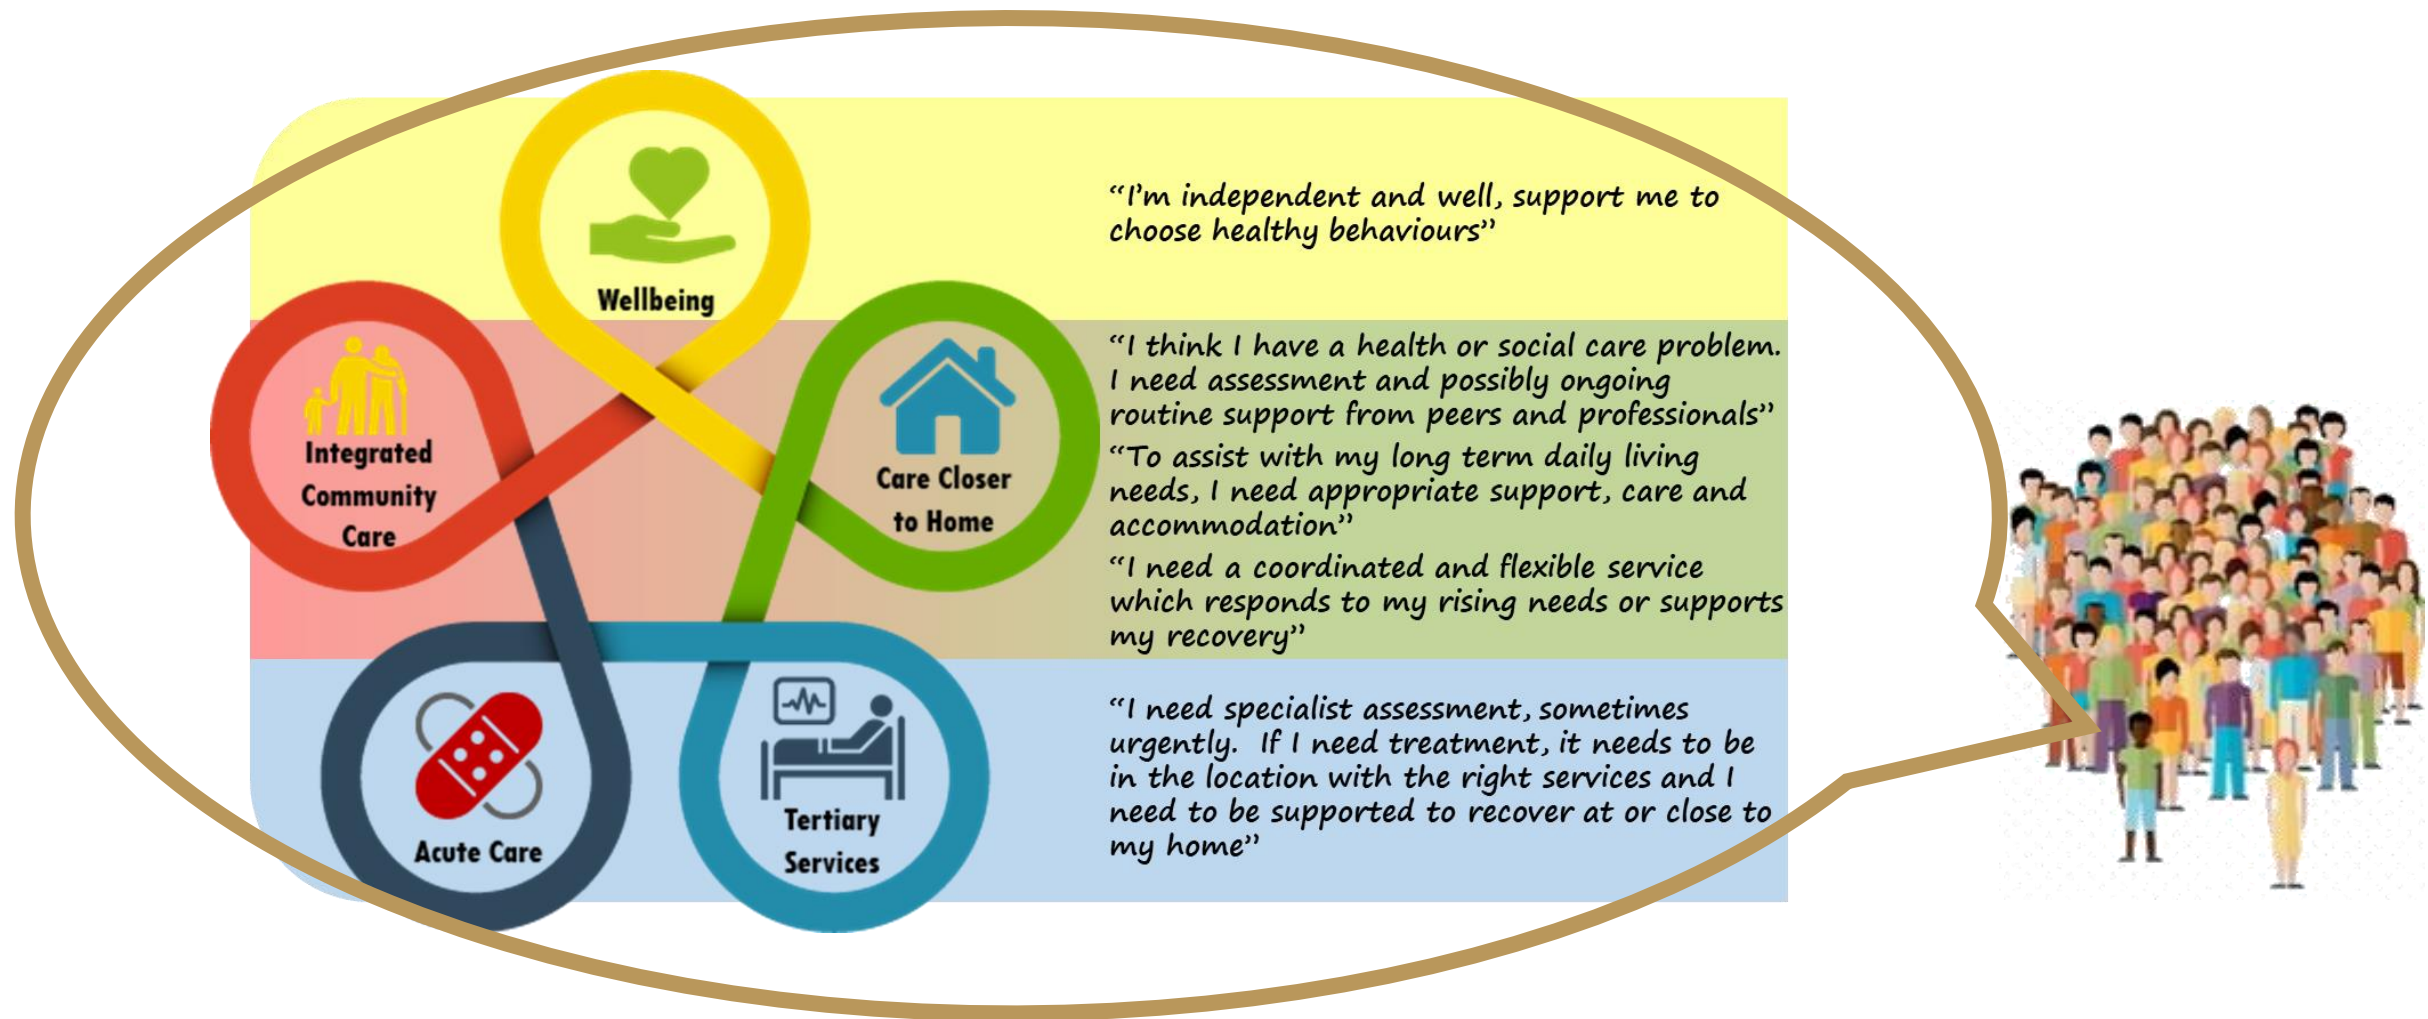 Wellbeing
“I’m independent and well, support me to
choose healthy behaviours”
Integrated
Community
Care
Care Closer
to Home
“I think I have a health or social care problem.
I need assessment and possibly ongoing
routine support from peers and professionals”
“To assist with my long term daily living
needs, I need appropriate support, care and
accommodation”
“I need a coordinated and flexible service
which responds to my rising needs or supports
my recovery”
Acute Care
Tertiary
Services
“I need specialist assessment, sometimes
urgently.  If I need treatment, it needs to be
in the location with the right services and I
need to be supported to recover at or close to
my home”